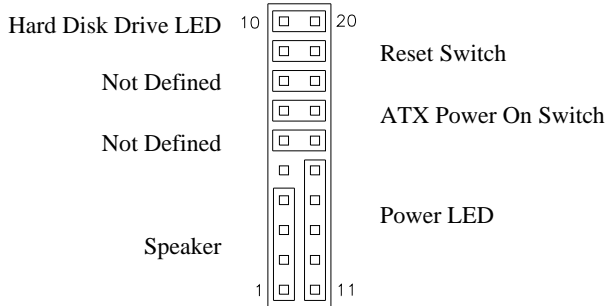 Hard Disk Drive LED 10 20
Reset Switch
Not Defined
ATX Power On Switch
Not Defined
Power LED
Speaker
1 11